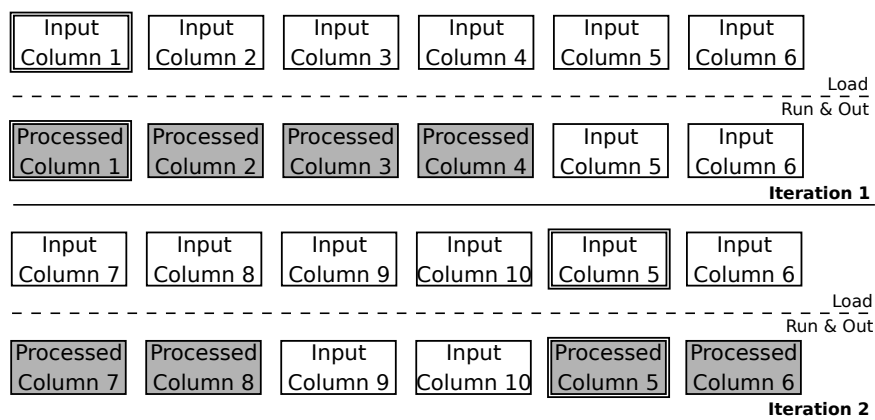 Input Input Input Input Input Input
Column 1 Column 2 Column 3 Column 4 Column 5 Column 6
Load
Run & Out
Processed Processed Processed Processed Input Input
Column 1 Column 2 Column 3 Column 4 Column 5 Column 6
Iteration 1
Input Input Input Input Input Input
Column 7 Column 8 Column 9 Column 10 Column 5 Column 6
Load
Run & Out
Processed Processed Input Input Processed Processed
Column 7 Column 8 Column 9 Column 10 Column 5 Column 6
Iteration 2